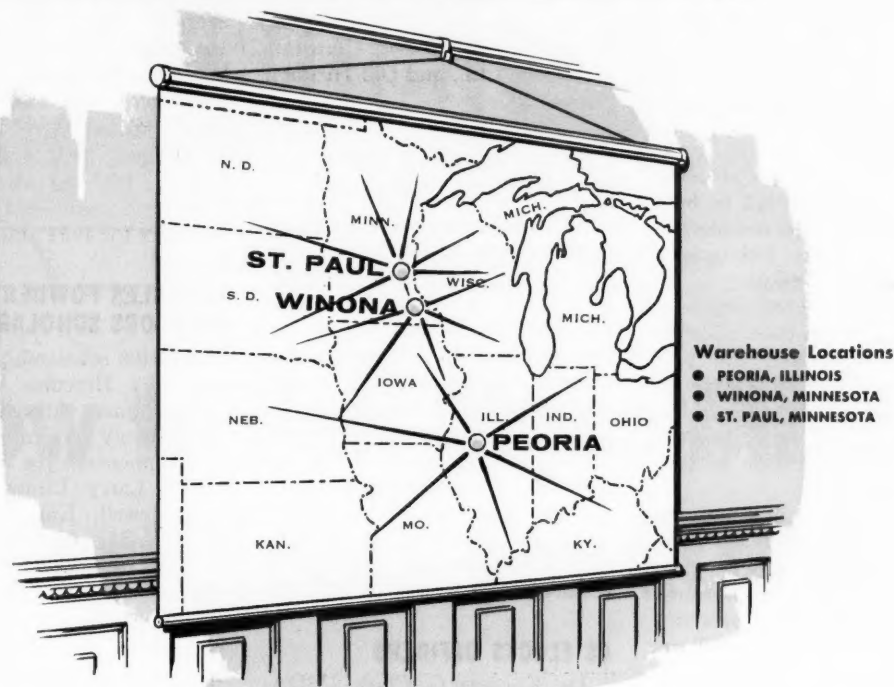 N. D.
MINN.
MICH.
ST. PAUL
WISC.
S. D.
WINONA
MICH.
Warehouse Locations
PEORIA, ILLINOIS
WINONA, MINNESOTA
ST. PAUL, MINNESOTA
IOWA
NEB.
ILL.
IND.
OHIO
PEORIA
MO.
KAN.
KY.